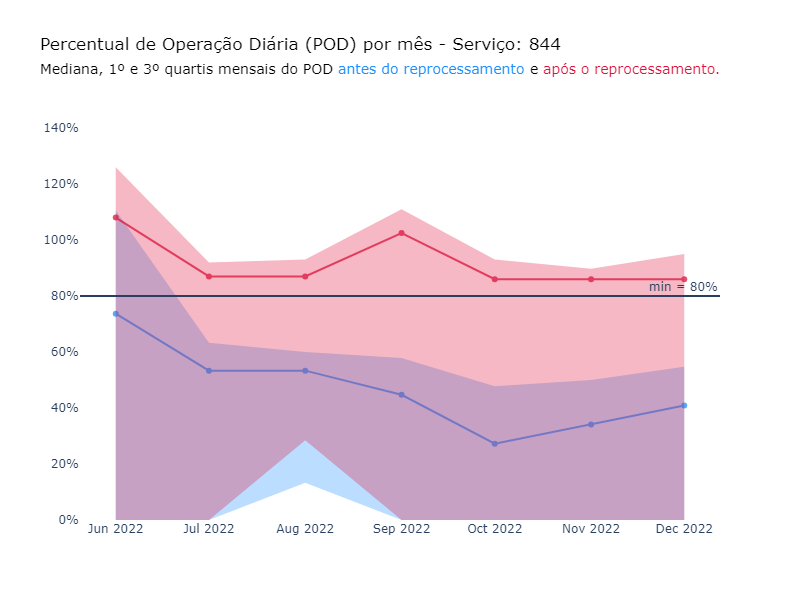 Percentual de Operação Diária (POD) por mês - Serviço: 844
Mediana, 1º e 3º quartis mensais do POD antes do reprocessamento e após o reprocessamento.
140%
120%
100%
80%
min = 80%
60%
40%
20%
0%
Jun 2022 Jul 2022 Aug 2022 Sep 2022 Oct 2022 Nov 2022 Dec 2022